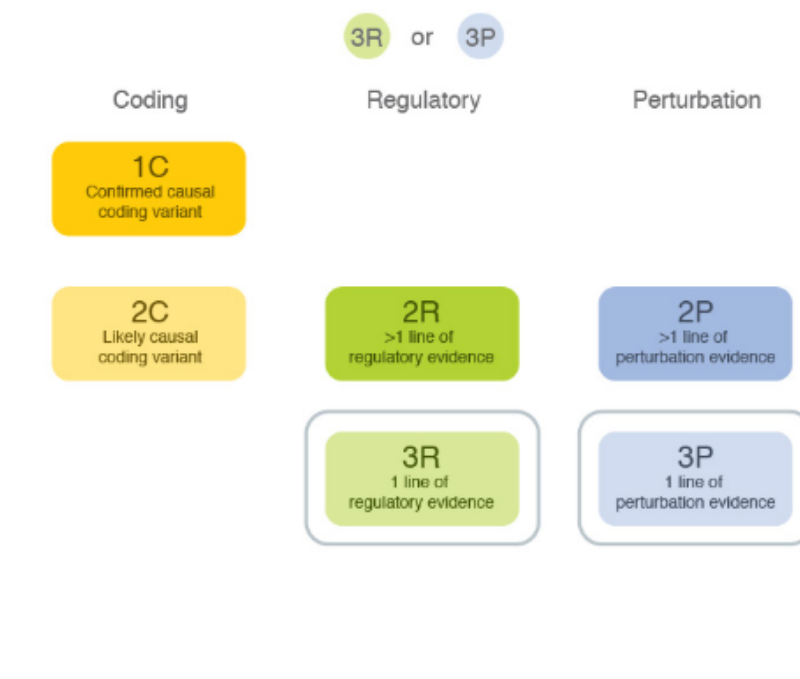 3R or 3P
Coding Regulatory Perturbation
1C
Confirmed causal
coding variant
2C
Likely causal
coding variant
2R
>1 line of
regulatory evidence
2P
>1 line of
perturbation evidence
3R
1 line of
regulatory evidence
3P
1 line of
perturbation evidence